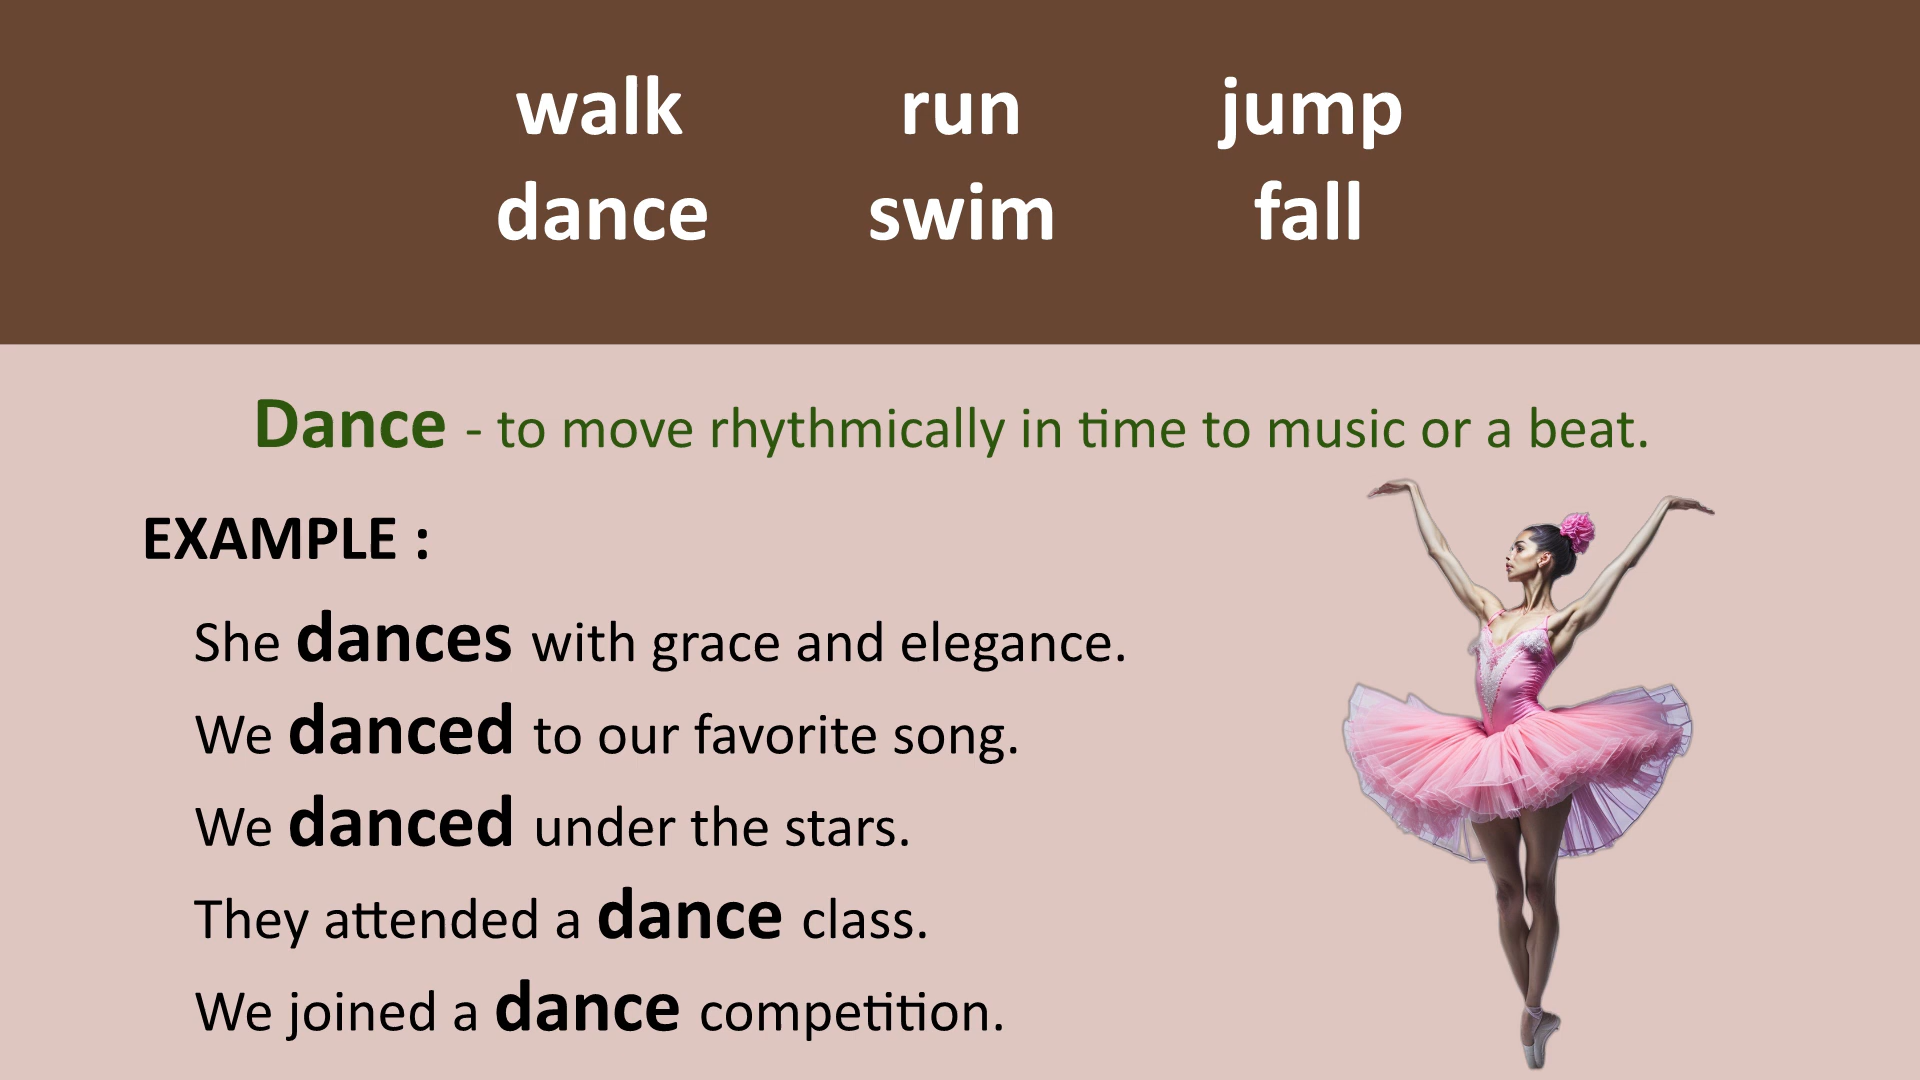 walk run jump
dance swim fall
Dance - to move rhythmically in time to music or a beat.
EXAMPLE :
She dances with grace and elegance.
We danced to our favorite song.
We danced under the stars.
They attended a dance class.
We joined a dance competition.